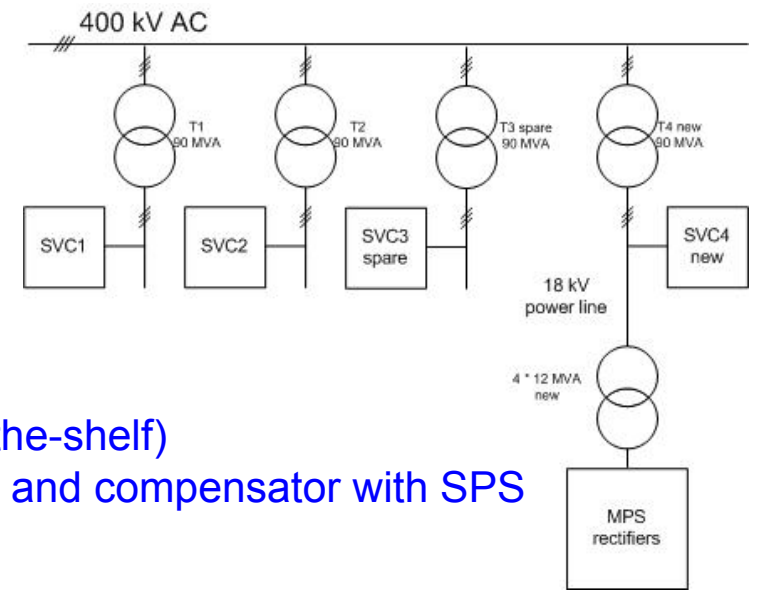 400 kV AC
T1
90 MVA
T2
90 MVA
T3 spare
90 MVA
T4 new
90 MVA
SVC1
SVC2
SVC3
spare
SVC4
new
18 kV
power line
4 * 12 MVA
new
the-shelf)
and compensator with SPS
MPS
rectifiers